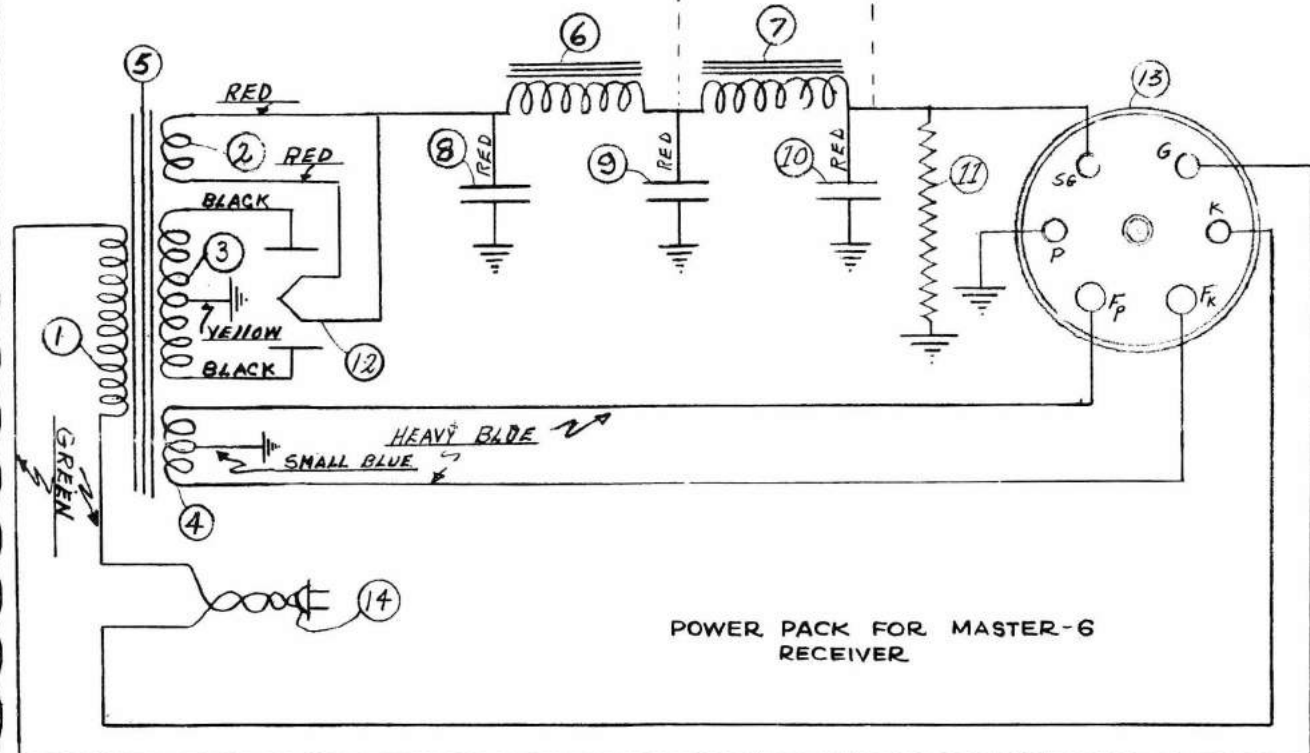 6
7
5
13
RED
2
RED
8
RED
9
RED
10
RED
11
SG
G
BLACK
3
P
K
YELLOW
1
12
FP
FK
BLACK
HEAVY BLUE
SMALL BLUE
GREEN
4
14
POWER PACK FOR MASTER-6
RECEIVER